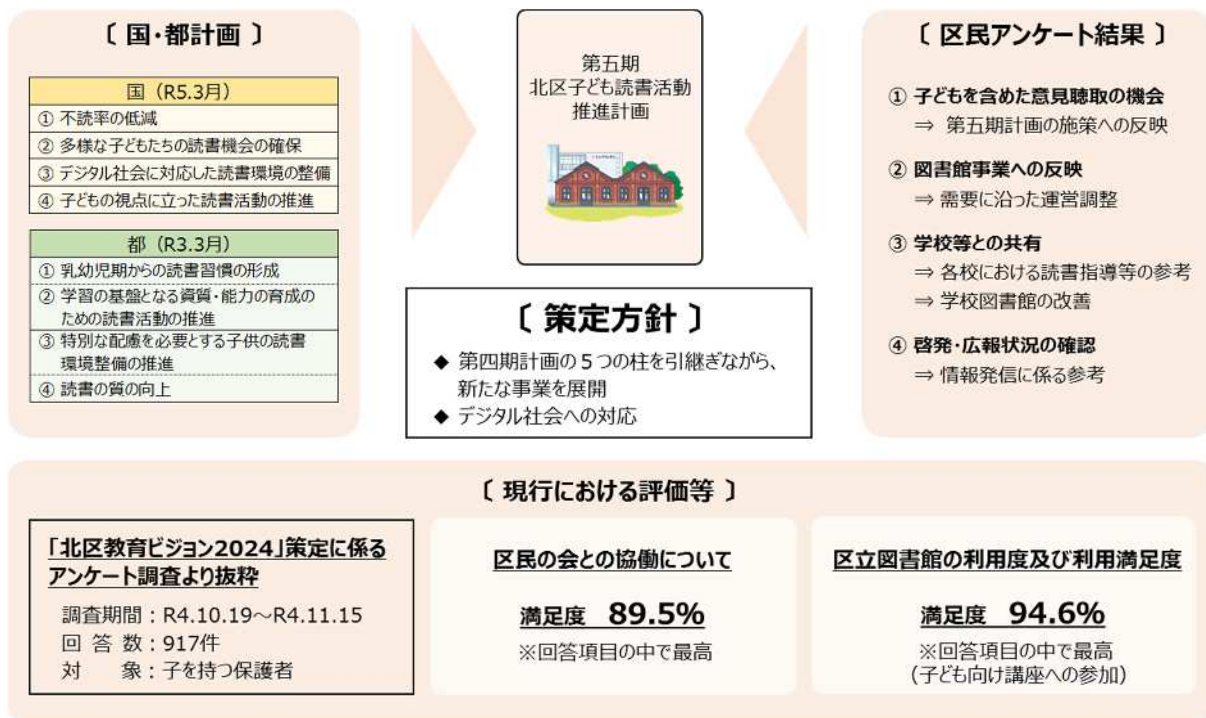 〔 国・都計画 〕
国（R5.3月）
① 不読率の低減
② 多様な子どもたちの読書機会の確保
③ デジタル社会に対応した読書環境の整備
④ 子どもの視点に立った読書活動の推進
都（R3.3月）
① 乳幼児期からの読書習慣の形成
② 学習の基盤となる資質・能力の育成の
ための読書活動の推進
③ 特別な配慮を必要とする子供の読書
環境整備の推進
④ 読書の質の向上
第五期
北区子ども読書活動
推進計画
〔 策定方針 〕
◆ 第四期計画の５つの柱を引継ぎながら、
新たな事業を展開
◆ デジタル社会への対応
〔 区民アンケート結果 〕
① 子どもを含めた意見聴取の機会
⇒ 第五期計画の施策への反映
② 図書館事業への反映
⇒ 需要に沿った運営調整
③ 学校等との共有
⇒ 各校における読書指導等の参考
⇒ 学校図書館の改善
④ 啓発・広報状況の確認
⇒ 情報発信に係る参考
〔 現行における評価等 〕
「北区教育ビジョン2024」策定に係る
アンケート調査より抜粋
調査期間：R4.10.19～R4.11.15
回 答 数：917件
対　　象：子を持つ保護者
区民の会との協働について
満足度 89.5%
※回答項目の中で最高
区立図書館の利用度及び利用満足度
満足度 94.6%
※回答項目の中で最高
(子ども向け講座への参加)